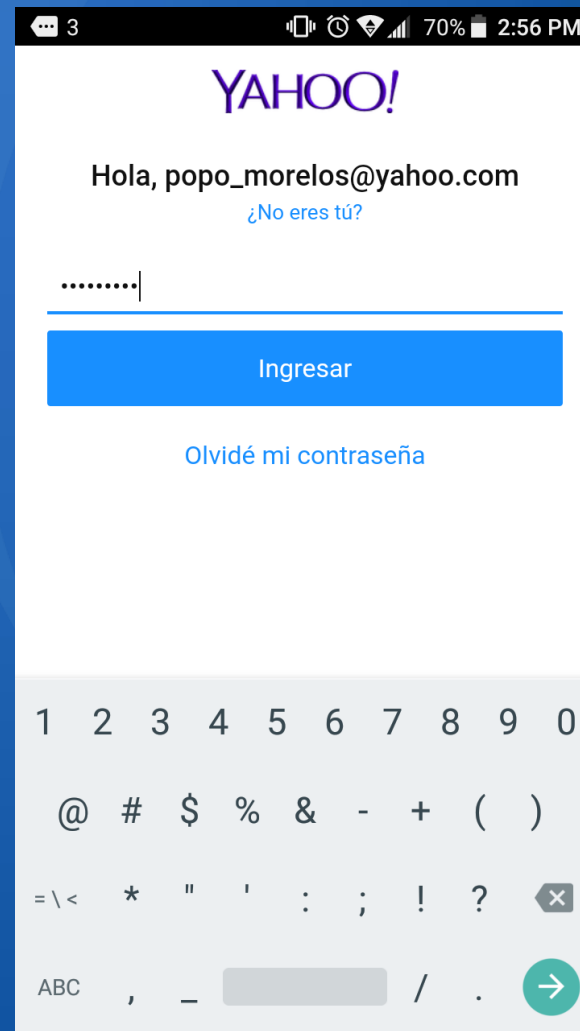 3 70% 2:56 PM
YAHOO!
Hola, popo_morelos@yahoo.com
¿No eres tú?
•••••••••
Ingresar
Olvidé mi contraseña
1 2 3 4 5 6 7 8 9 0
@ # $ % & - + ( )
= \ < * " ' : ; ! ?
ABC , _ / .